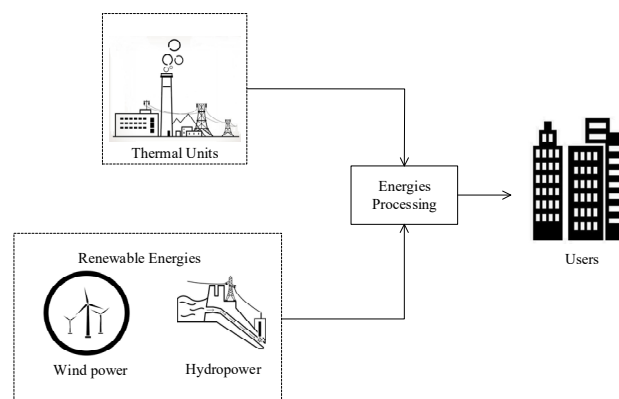 Thermal Units
Energies
Processing
Users
Renewable Energies
Wind power
Hydropower